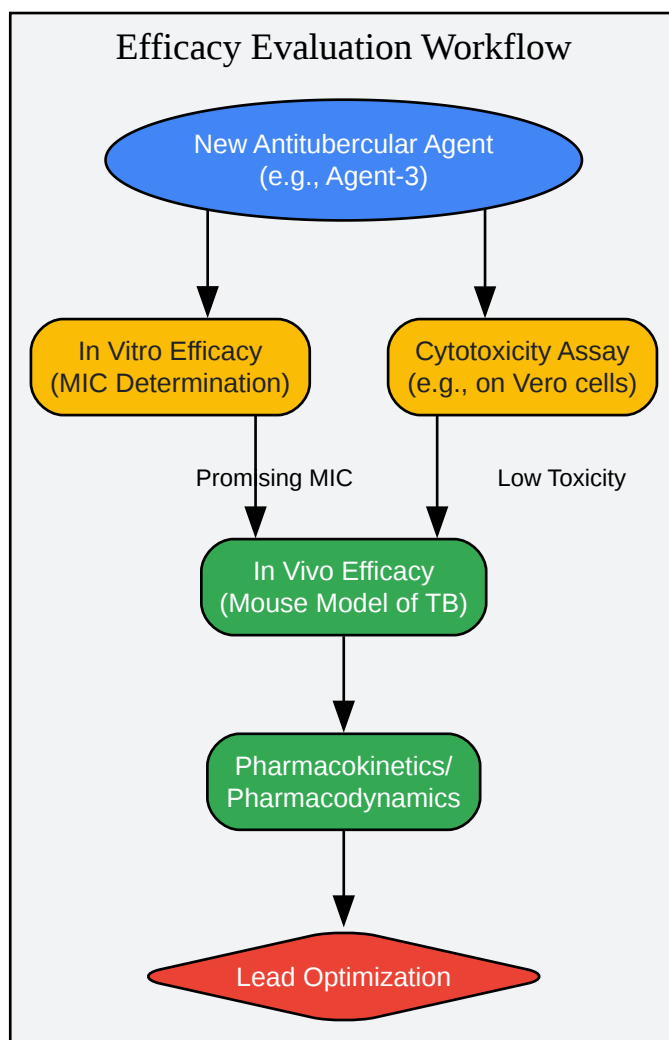 Efficacy Evaluation Workflow
New Antitubercular Agent
(e.g., Agent-3)
In Vitro Efficacy
(MIC Determination)
Cytotoxicity Assay
(e.g., on Vero cells)
Promising MIC
Low Toxicity
In Vivo Efficacy
(Mouse Model of TB)
Pharmacokinetics/
Pharmacodynamics
Lead Optimization